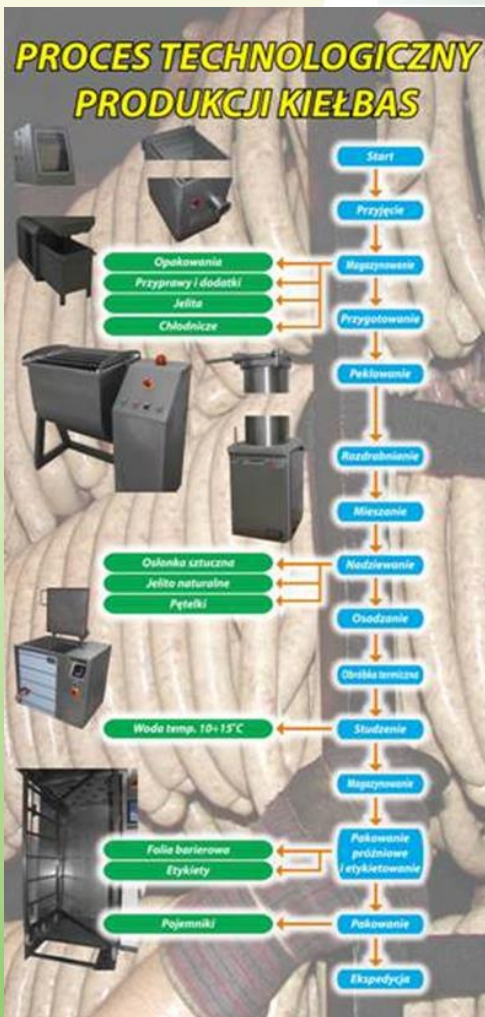 PROCES TECHNOLOGICZNY
PRODUKCJI KIEŁBAS
Start
Przyjęcie
Magazynowanie
Opakowania
Przyprawy i dodatki
Jelita
Chłodnicze
Przygotowanie
Peklowanie
Rozdrabnianie
Mieszanie
Nadziewanie
Osłonka sztuczna
Jelito naturalne
Pętelki
Osadzanie
Obróbka termiczna
Studzenie
Woda temp. 10÷15°C
Magazynowanie
Pakowanie
próżniowe
i etykietowanie
Folia barierowa
Etykiety
Pakowanie
Pojemniki
Ekspedycja